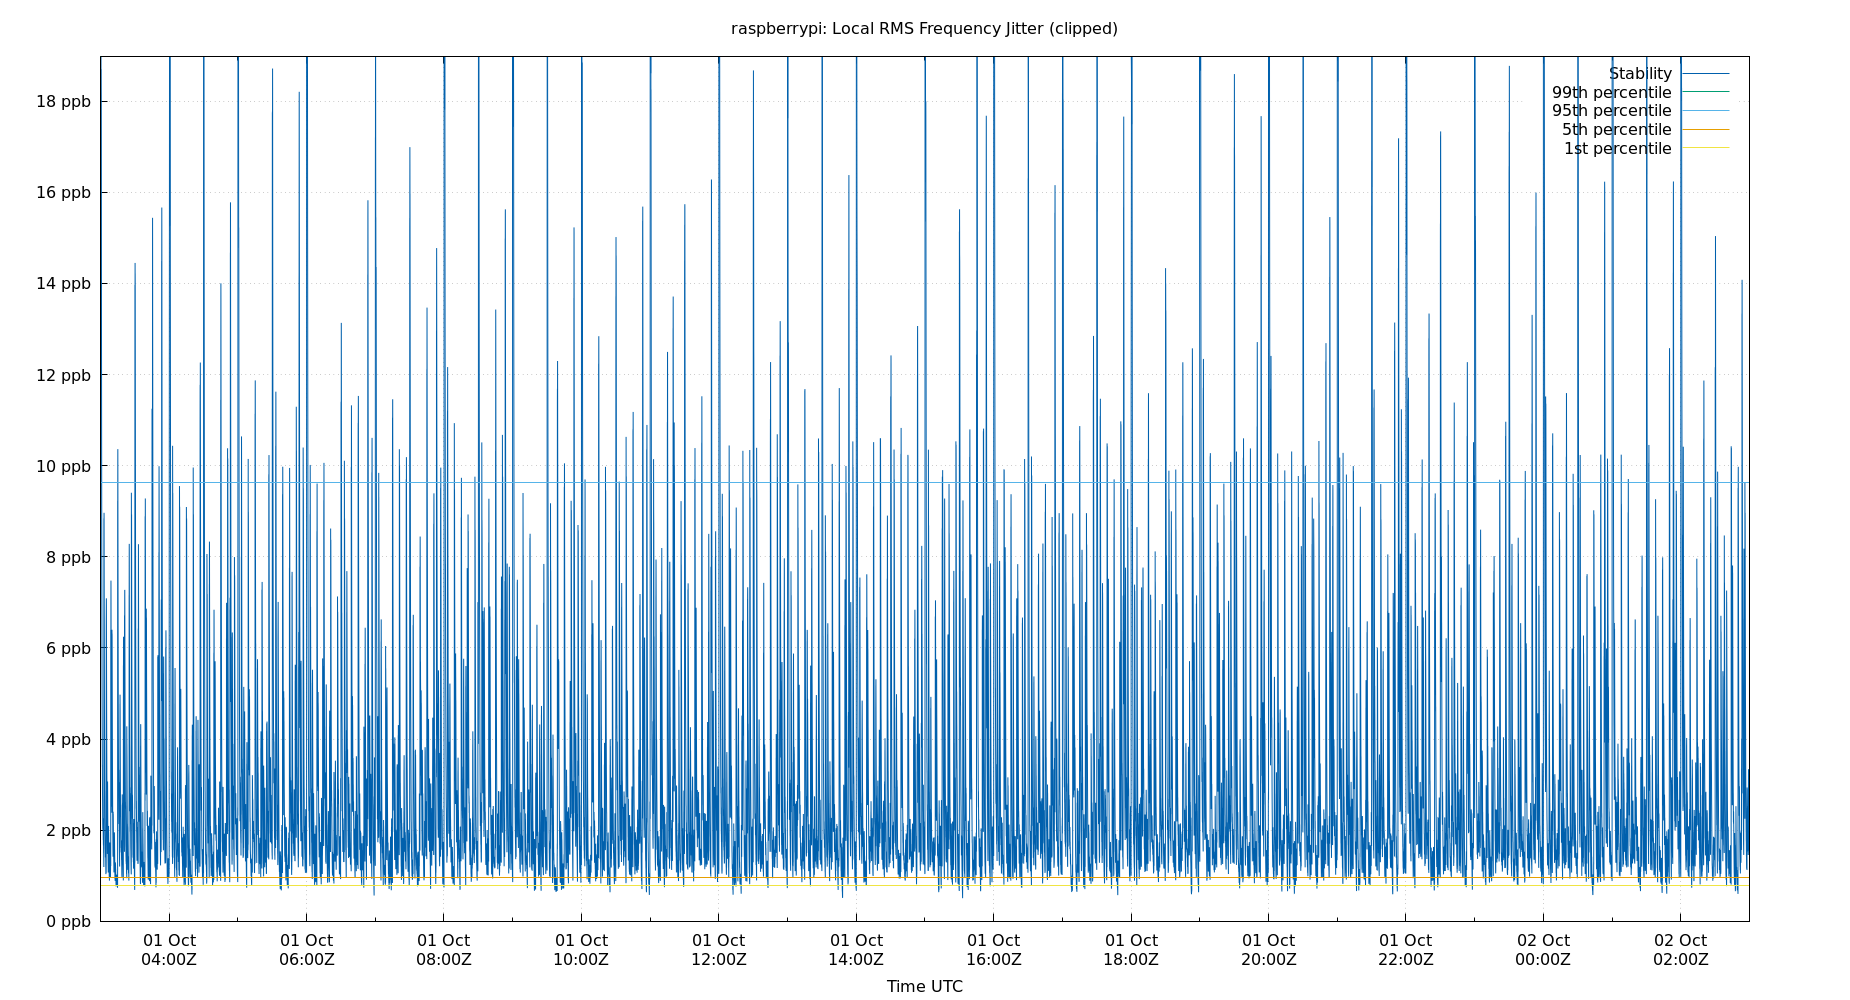 raspberrypi: Local RMS Frequency Jitter (clipped)
Stability
99th percentile
95th percentile
5th percentile
1st percentile
18 ppb
16 ppb
14 ppb
12 ppb
10 ppb
8 ppb
6 ppb
4 ppb
2 ppb
0 ppb
01 Oct 01 Oct 01 Oct 01 Oct 01 Oct 01 Oct 01 Oct 01 Oct 01 Oct 01 Oct 02 Oct 02 Oct
04:00Z 06:00Z 08:00Z 10:00Z 12:00Z 14:00Z 16:00Z 18:00Z 20:00Z 22:00Z 00:00Z 02:00Z
Time UTC